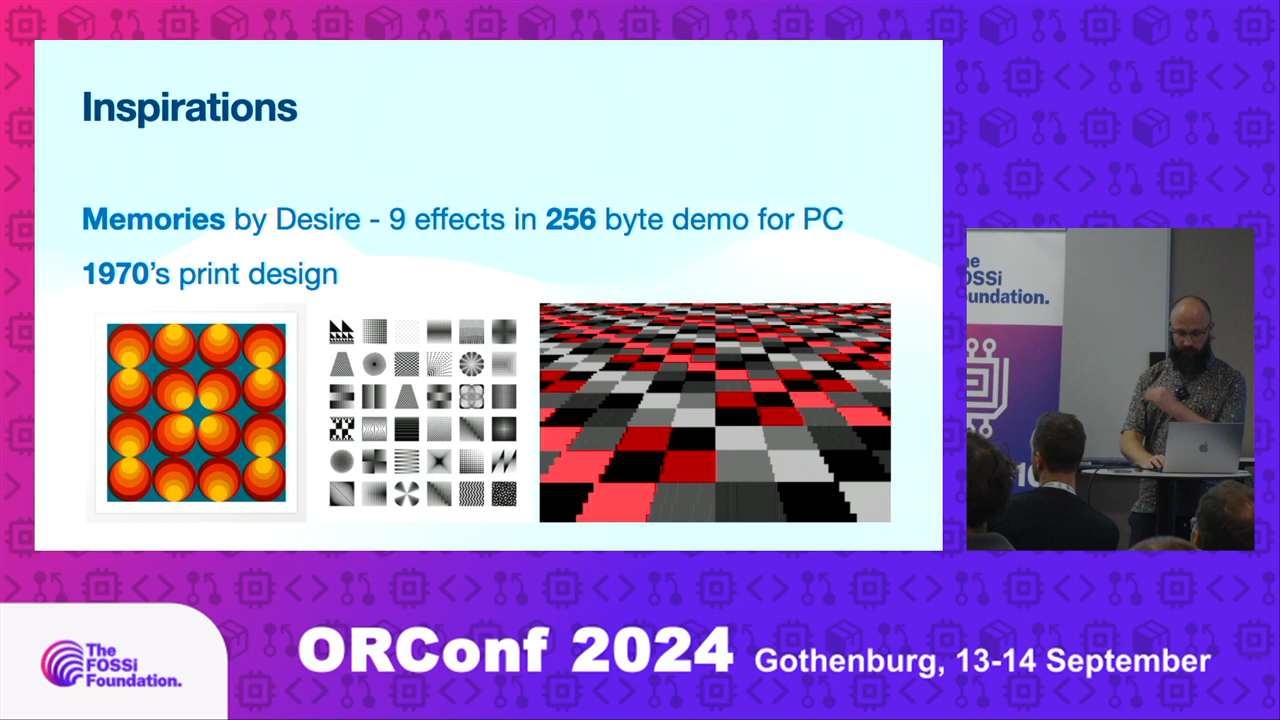 Inspirations
Memories by Desire - 9 effects in 256 byte demo for PC
1970's print design
The
FOSSi
Foundation.
ORConf 2024 Gothenburg, 13-14 September